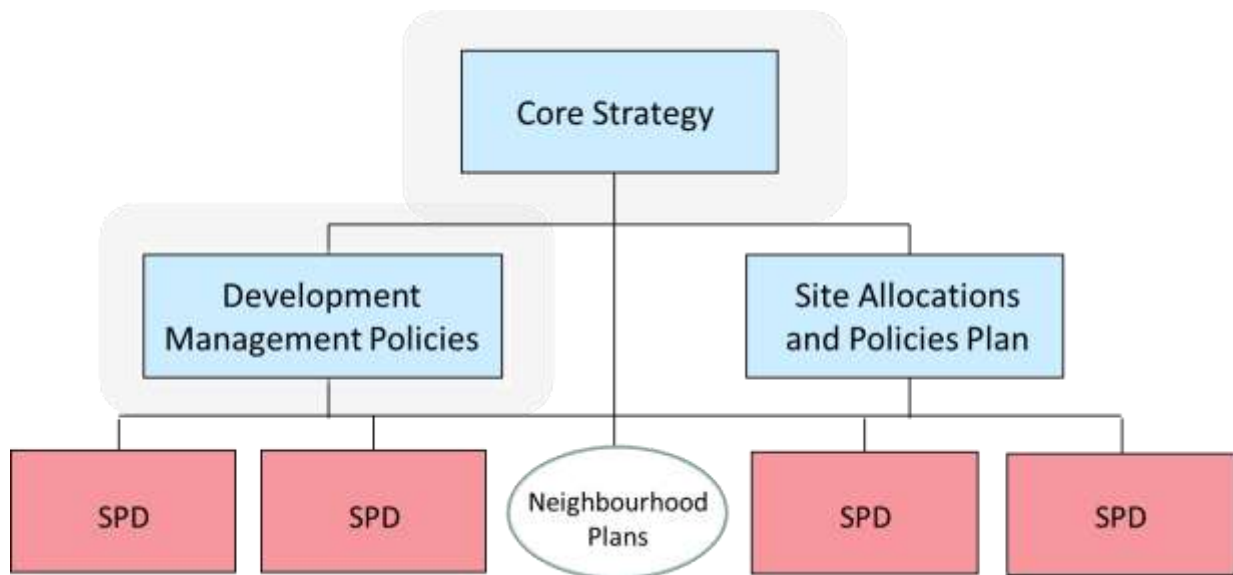 Core Strategy
Development
Management Policies
Site Allocations
and Policies Plan
SPD
SPD
Neighbourhood
Plans
SPD
SPD